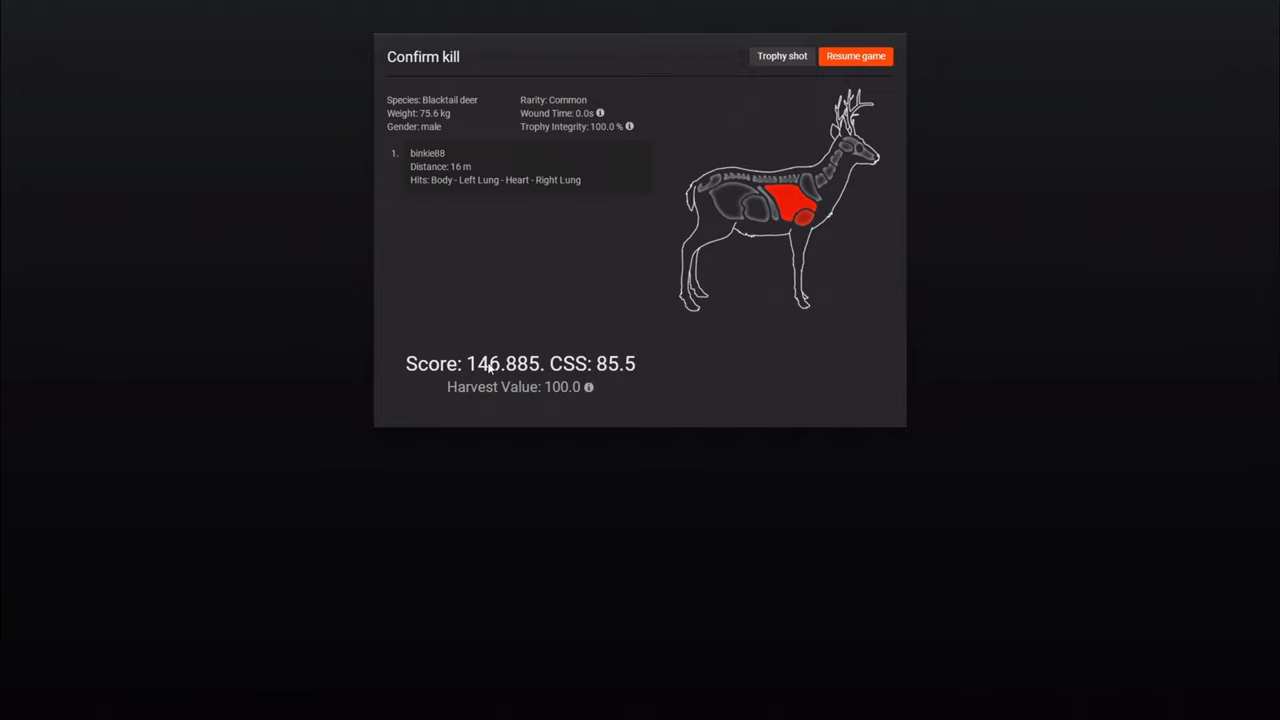 Confirm kill
Trophy shot
Resume game
Species: Blacktail deer
Weight: 75.6 kg
Gender: male
Rarity: Common
Wound Time: 0.0s
Trophy Integrity: 100.0 %
1. binkie88
Distance: 16 m
Hits: Body - Left Lung - Heart - Right Lung
Score: 146.885. CSS: 85.5
Harvest Value: 100.0